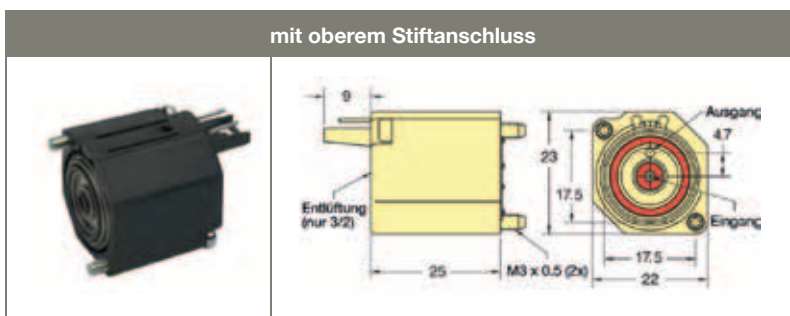 mit oberem Stiftanschluss
9
Ausgang
4.7
23
17.5
Entlüftung
(nur 3/2)
Eingang
17.5
25
M3 x 0.5 (2x)
22